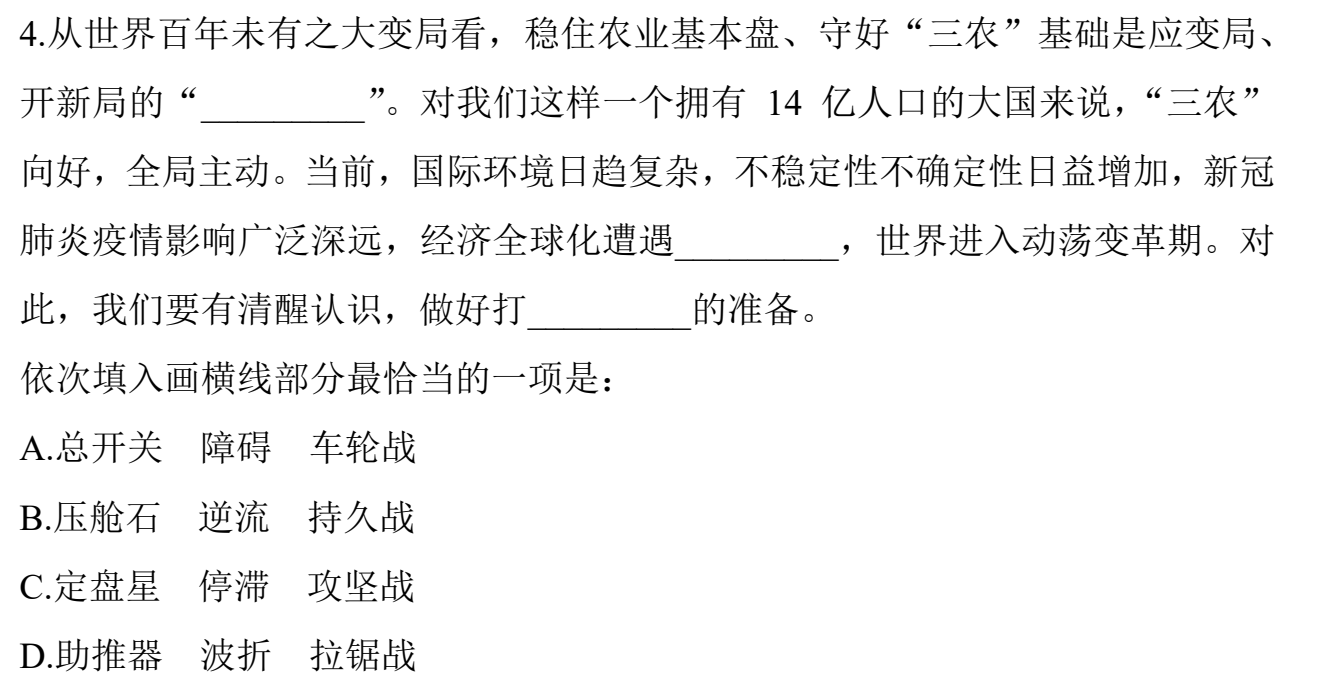 4.从世界百年未有之大变局看，稳住农业基本盘、守好“三农”基础是应变局、
开新局的“_________”。对我们这样一个拥有 14 亿人口的大国来说，“三农”
向好，全局主动。当前，国际环境日趋复杂，不稳定性不确定性日益增加，新冠
肺炎疫情影响广泛深远，经济全球化遭遇_________，世界进入动荡变革期。对
此，我们要有清醒认识，做好打_________的准备。
依次填入画横线部分最恰当的一项是：
A.总开关 障碍 车轮战
B.压舱石 逆流 持久战
C.定盘星 停滞 攻坚战
D.助推器 波折 拉锯战